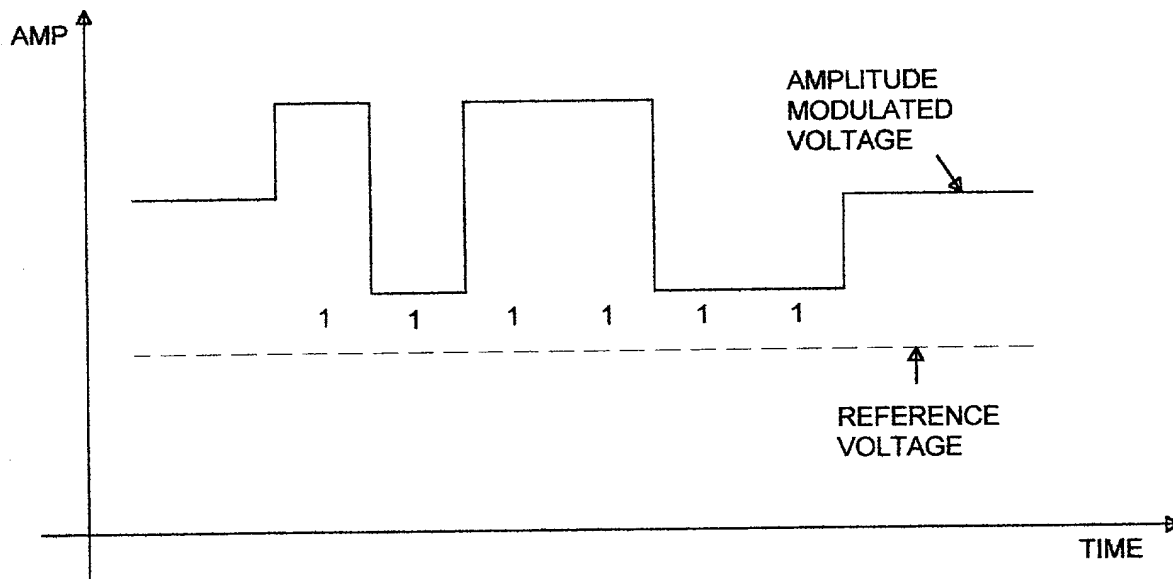 AMP
AMPLITUDE
MODULATED
VOLTAGE
1 1 1 1 1 1
REFERENCE
VOLTAGE
TIME